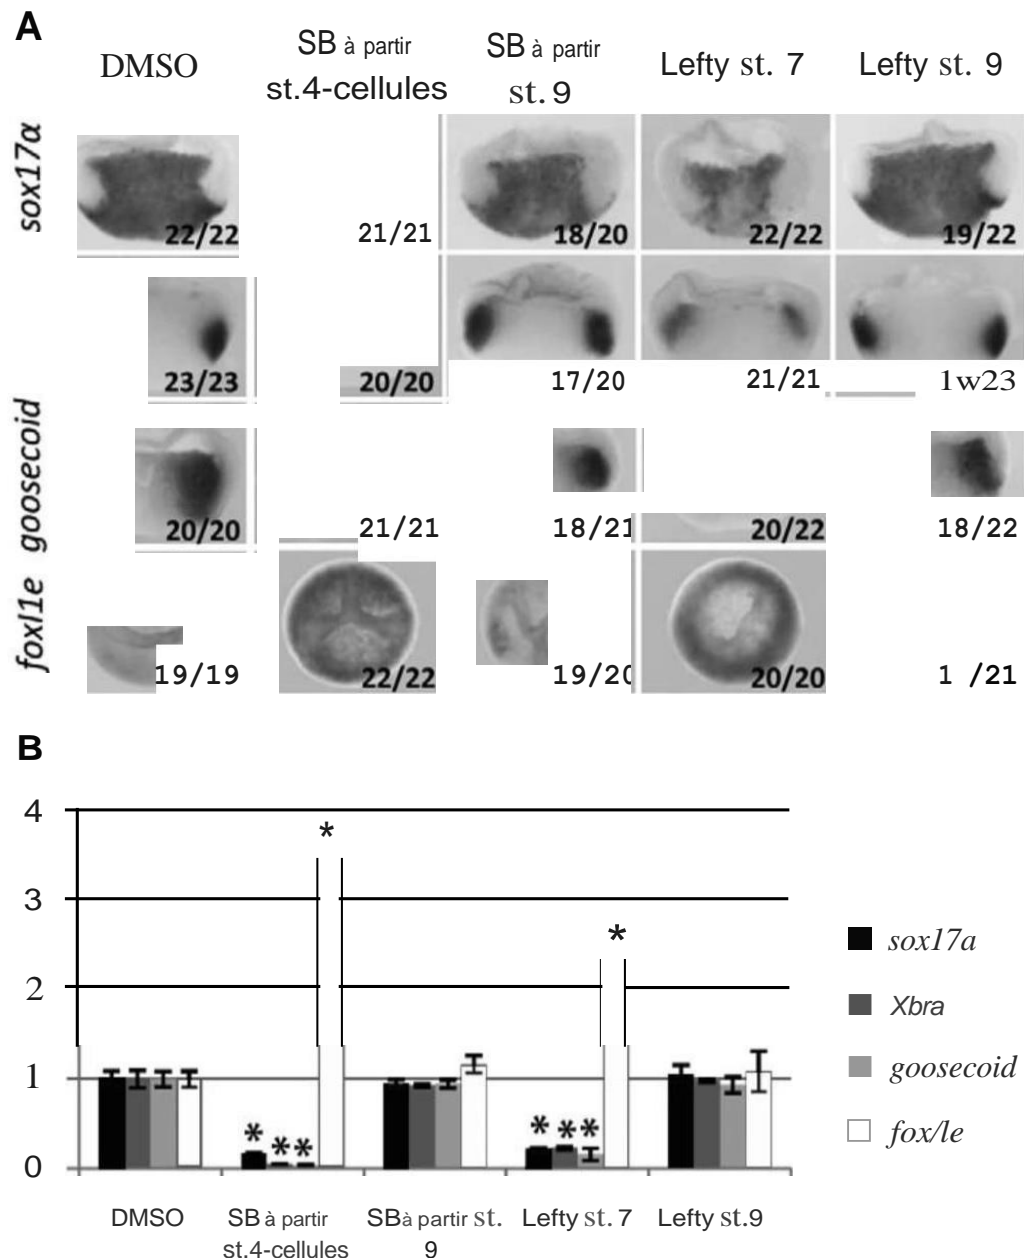 A
DMSO
SB à partir
st.4-cellules
SB à partir
st. 9
Lefty st. 7
Lefty st. 9
sox17α
22/22
21/21
18/20
22/22
19/22
23/23
20/20
17/20
21/21
1w23
goosecoid
20/20
21/21
18/21
20/22
18/22
foxl1e
19/19
22/22
19/20
20/20
1 /21
B
4
3
2
1
0
*
* * *
*
* * *
sox17a
Xbra
goosecoid
fox/le
DMSO
SB à partir
st.4-cellules
SBà partir st.
9
Lefty st. 7
Lefty st.9